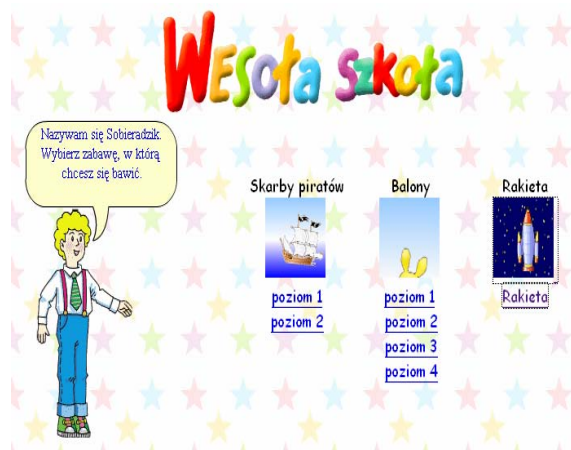 Wesoła szkoła
Nazywam się Sobieradzik.
Wybierz zabawę, w którą
chcesz się bawić.
Skarby piratów
poziom 1
poziom 2
Balony
poziom 1
poziom 2
poziom 3
poziom 4
Rakieta
Rakieta